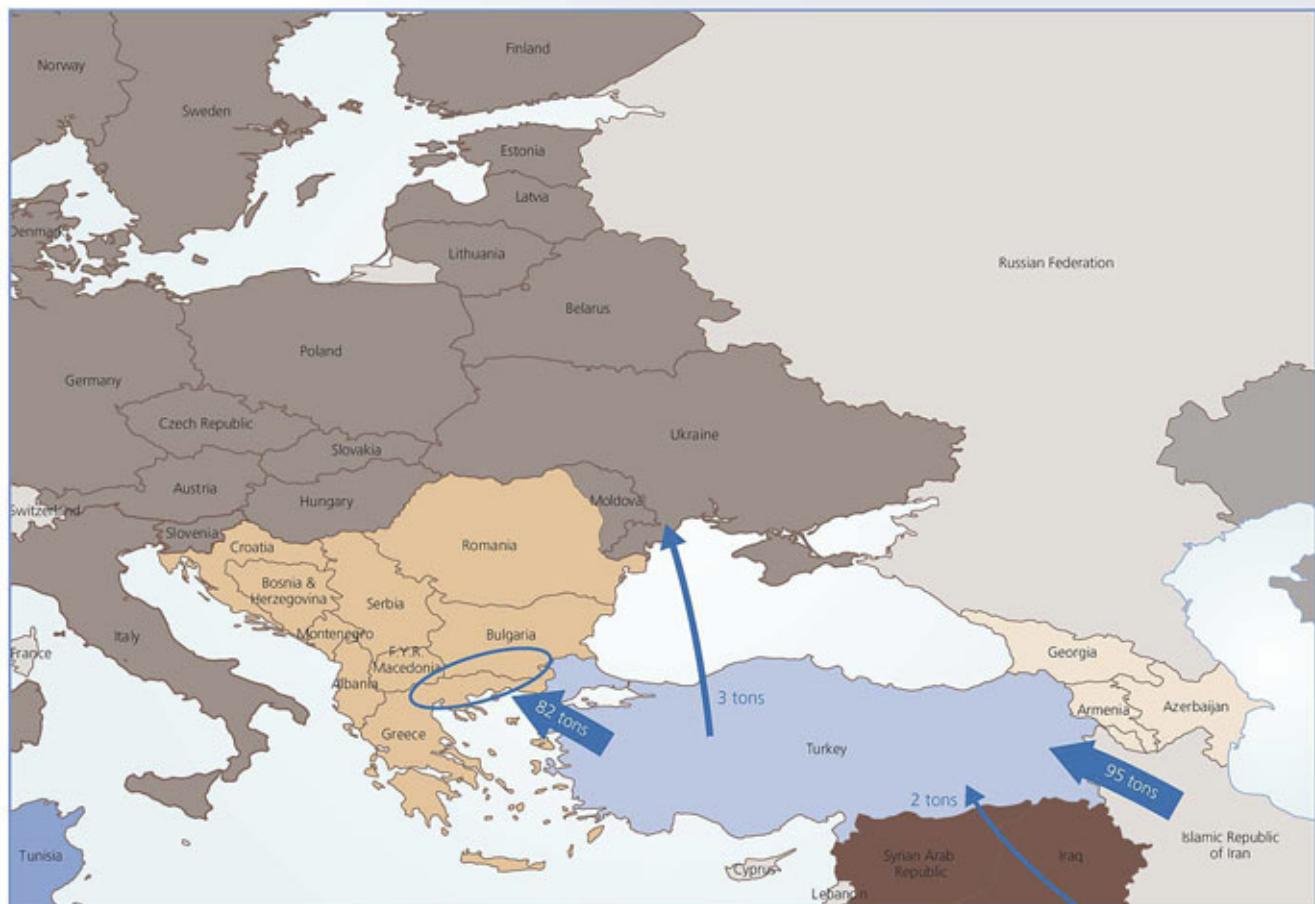 Norway
Finland
Sweden
Estonia
Latvia
Denmark
Lithuania
Russian Federation
Belarus
Poland
Germany
Czech Republic
Ukraine
Slovakia
Austria
Hungary
Moldova
Switzerland
Slovenia
Croatia
Romania
Bosnia &
Herzegovina
Serbia
Montenegro
Bulgaria
Italy
France
F.Y.R.
Macedonia
Georgia
Albania
Armenia
Azerbaijan
3 tons
82 tons
Greece
Turkey
95 tons
2 tons
Islamic Republic
of Iran
Tunisia
Cyprus
Syrian Arab
Republic
Iraq
Lebanon